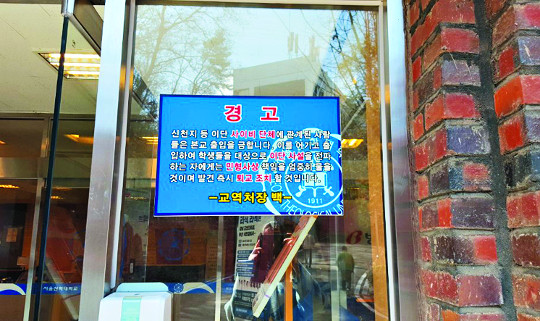 경 고
신천지 등 이단 사이비 단체에 관계된 사람
들은 본교 출입을 금합니다. 이를 어기고 출
입하여 학생들을 대상으로 이단 사설을 전파
하는 자에게는 민형사상 책임을 엄중히 물을
것이며 발견 즉시 퇴교 조치 할 것입니다.
-교역처장 백-
1911